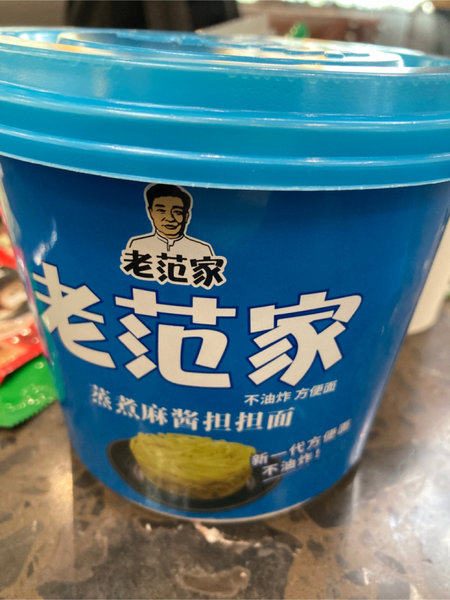 老范家
老范家
不油炸 方便面
蒸煮麻酱担担面
新一代方便面
不油炸!